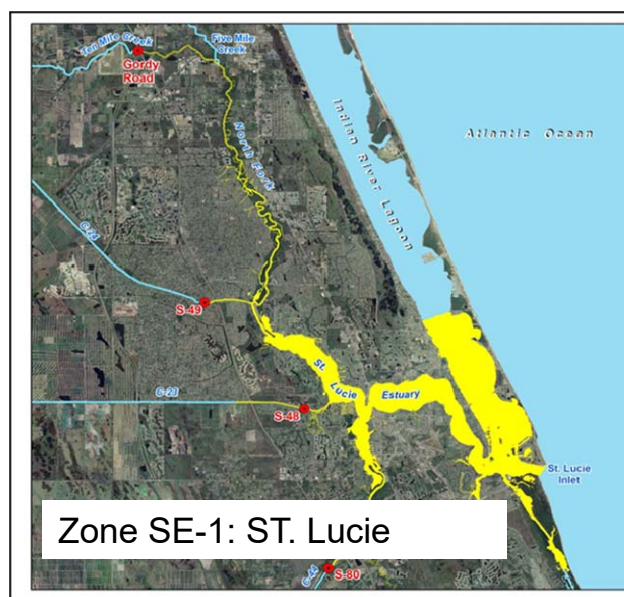 Ten Mile Creek
Five Mile
Creek
Gordy
Road
North Fork
Indian River Lagoon
Atlantic Ocean
C-24
S-49
St. Lucie
Estuary
C-23
S-48
St. Lucie
Inlet
Zone SE-1: ST. Lucie
C-44
S-80